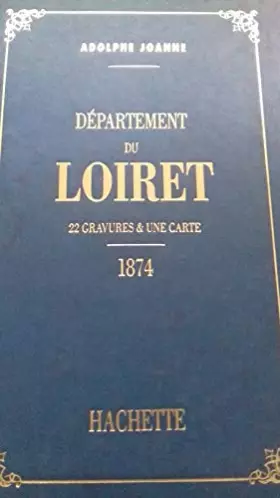 ADOLPHE JOANNE
DÉPARTEMENT
DU
LOIRET
22 GRAVURES & UNE CARTE
1874
HACHETTE